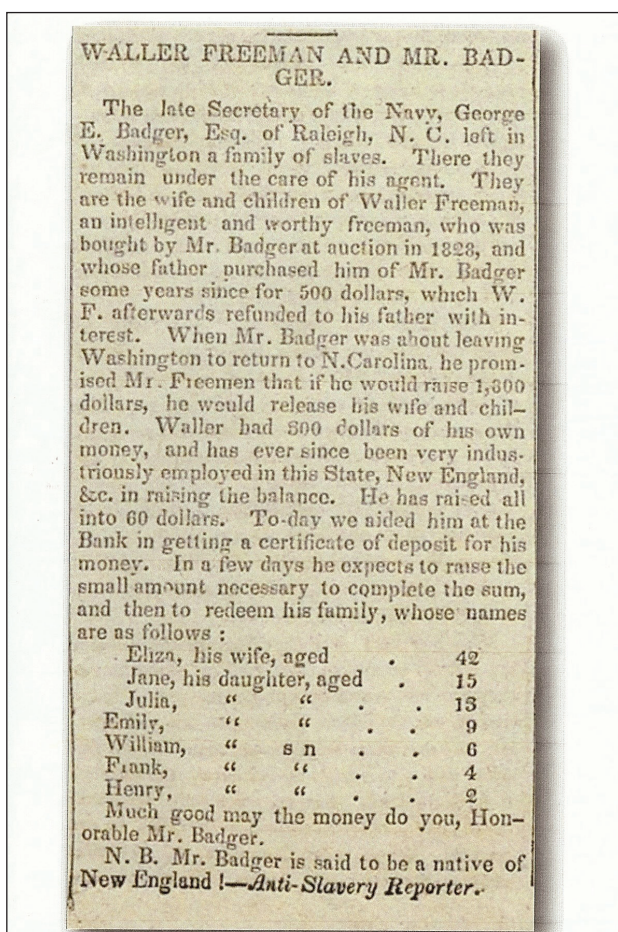 WALLER FREEMAN AND MR. BAD-
GER.
The late Secretary of the Navy, George
E. Badger, Esq. of Raleigh, N. C. left in
Washington a family of slaves. There they
remain under the care of his agent. They
are the wife and children of Waller Freeman,
an intelligent and worthy freeman, who was
bought by Mr. Badger at auction in 1828, and
whose father purchased him of Mr. Badger
some years since for 500 dollars, which W.
F. afterwards refunded to his father with in-
terest. When Mr. Badger was about leaving
Washington to return to N.Carolina, he prom-
ised Mr. Freemen that if he would raise 1,800
dollars, he would release his wife and chil-
dren. Waller had 800 dollars of his own
money, and has ever since been very indus-
triously employed in this State, New England,
&c. in raising the balance. He has raised all
into 60 dollars. To-day we aided him at the
Bank in getting a certificate of deposit for his
money. In a few days he expects to raise the
small amount necessary to complete the sum,
and then to redeem his family, whose names
are as follows :
Eliza, his wife, aged . 42
Jane, his daughter, aged . 15
Julia, “ “ . . 13
Emily, “ “ . . 9
William, “ s n . . 6
Frank, “ “ . . 4
Henry, “ “ . . 2
Much good may the money do you, Hon-
orable Mr. Badger.
N. B. Mr. Badger is said to be a native of
New England !—Anti-Slavery Reporter.